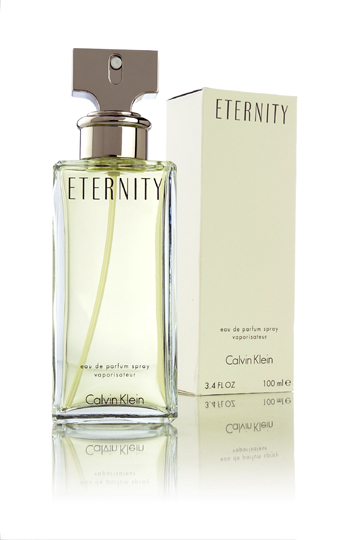 ETERNITY
eau de parfum spray
vaporisateur
Calvin Klein
ETERNITY
eau de parfum spray
vaporisateur
Calvin Klein
3.4 FL OZ 100 ml ℮